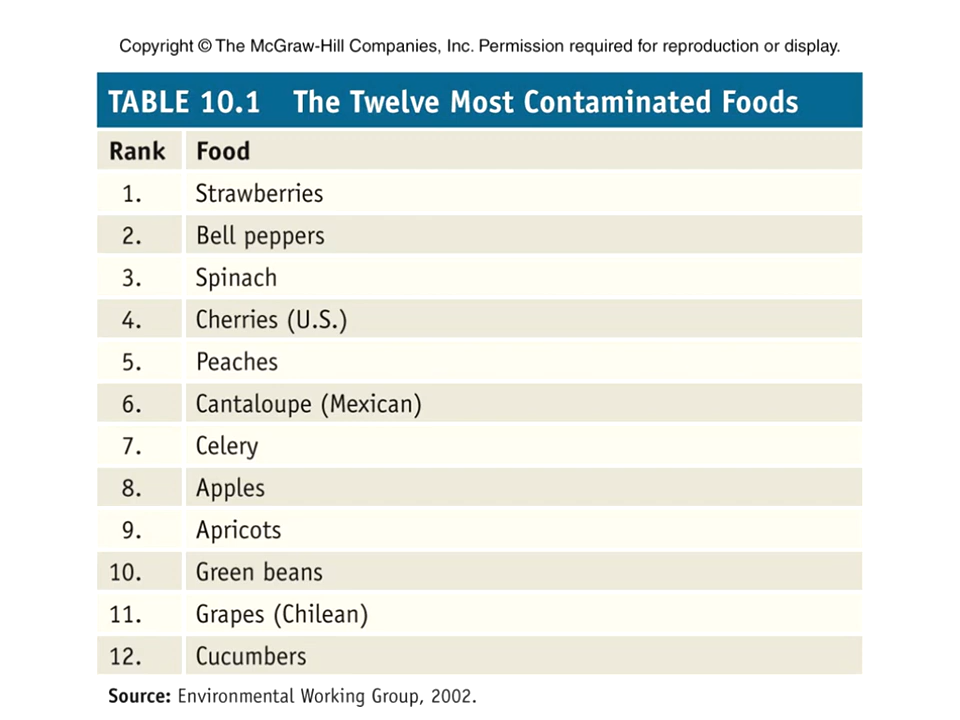 Copyright © The McGraw-Hill Companies, Inc. Permission required for reproduction or display.
TABLE 10.1 The Twelve Most Contaminated Foods
Rank Food
1. Strawberries
2. Bell peppers
3. Spinach
4. Cherries (U.S.)
5. Peaches
6. Cantaloupe (Mexican)
7. Celery
8. Apples
9. Apricots
10. Green beans
11. Grapes (Chilean)
12. Cucumbers
Source: Environmental Working Group, 2002.